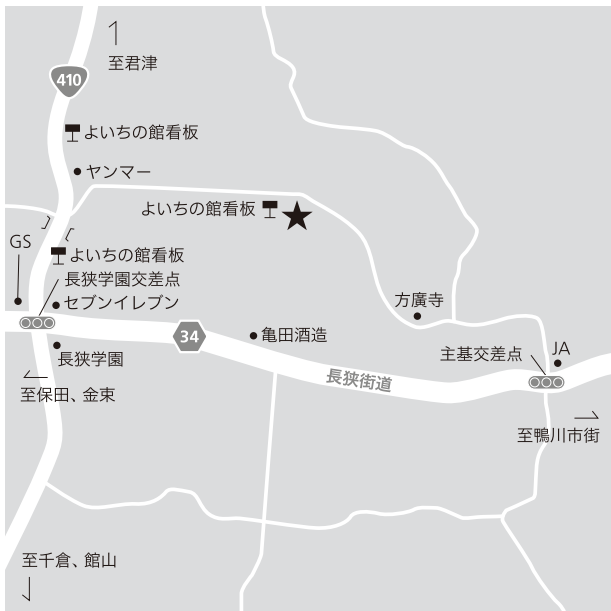 至君津
410
よいちの館看板
ヤンマー
よいちの館看板
GS
よいちの館看板
長狭学園交差点
セブンイレブン
方廣寺
34
亀田酒造
主基交差点
JA
長狭学園
長狭街道
至保田、金束
至鴨川市街
至千倉、館山